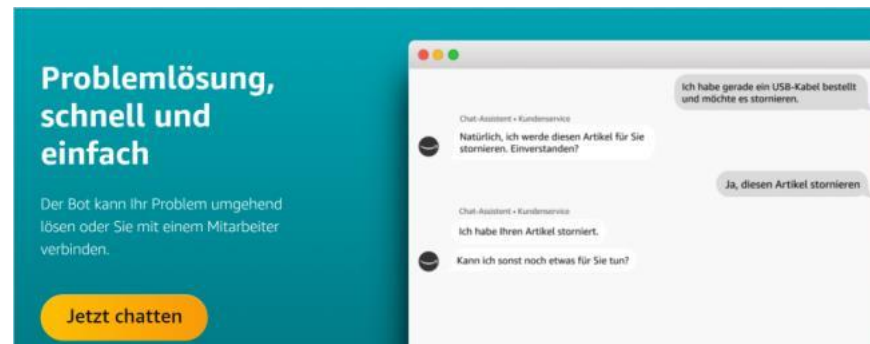 Problemlösung,
schnell und
einfach
Der Bot kann Ihr Problem umgehend
lösen oder Sie mit einem Mitarbeiter
verbinden.
Jetzt chatten
Ich habe gerade ein USB-Kabel bestellt
und möchte es stornieren.
Chat-Assistent • Kundenservice
Natürlich, ich werde diesen Artikel für Sie
stornieren. Einverstanden?
Ja, diesen Artikel stornieren
Chat-Assistent • Kundenservice
Ich habe Ihren Artikel storniert.
Kann ich sonst noch etwas für Sie tun?